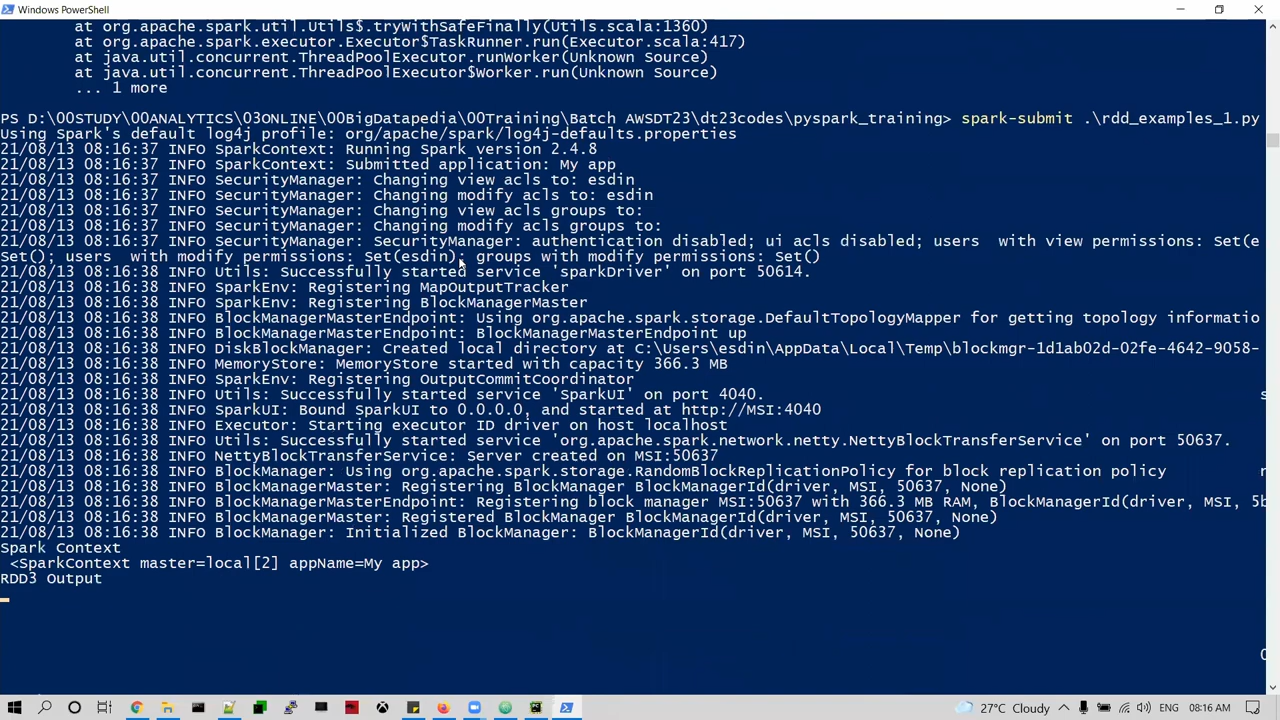 Windows PowerShell
at org.apache.spark.util.Utils$.tryWithSafeFinally(Utils.scala:1360)
at org.apache.spark.executor.Executor$TaskRunner.run(Executor.scala:417)
at java.util.concurrent.ThreadPoolExecutor.runWorker(Unknown Source)
at java.util.concurrent.ThreadPoolExecutor$Worker.run(Unknown Source)
... 1 more
PS D:\00STUDY\00ANALYTICS\03ONLINE\00BigDatapedia\00Training\Batch AWSDT23\dt23codes\pyspark_training> spark-submit .\rdd_examples_1.py
Using Spark's default log4j profile: org/apache/spark/log4j-defaults.properties
21/08/13 08:16:37 INFO SparkContext: Running Spark version 2.4.8
21/08/13 08:16:37 INFO SparkContext: Submitted application: My app
21/08/13 08:16:37 INFO SecurityManager: Changing view acls to: esdin
21/08/13 08:16:37 INFO SecurityManager: Changing modify acls to: esdin
21/08/13 08:16:37 INFO SecurityManager: Changing view acls groups to:
21/08/13 08:16:37 INFO SecurityManager: Changing modify acls groups to:
21/08/13 08:16:37 INFO SecurityManager: SecurityManager: authentication disabled; ui acls disabled; users  with view permissions: Set(e
Set(); users  with modify permissions: Set(esdin); groups with modify permissions: Set()
21/08/13 08:16:38 INFO Utils: Successfully started service 'sparkDriver' on port 50614.
21/08/13 08:16:38 INFO SparkEnv: Registering MapOutputTracker
21/08/13 08:16:38 INFO SparkEnv: Registering BlockManagerMaster
21/08/13 08:16:38 INFO BlockManagerMasterEndpoint: Using org.apache.spark.storage.DefaultTopologyMapper for getting topology informatio
21/08/13 08:16:38 INFO BlockManagerMasterEndpoint: BlockManagerMasterEndpoint up
21/08/13 08:16:38 INFO DiskBlockManager: Created local directory at C:\Users\esdin\AppData\Local\Temp\blockmgr-1d1ab02d-02fe-4642-9058-
21/08/13 08:16:38 INFO MemoryStore: MemoryStore started with capacity 366.3 MB
21/08/13 08:16:38 INFO SparkEnv: Registering OutputCommitCoordinator
21/08/13 08:16:38 INFO Utils: Successfully started service 'SparkUI' on port 4040.
21/08/13 08:16:38 INFO SparkUI: Bound SparkUI to 0.0.0.0, and started at http://MSI:4040
21/08/13 08:16:38 INFO Executor: Starting executor ID driver on host localhost
21/08/13 08:16:38 INFO Utils: Successfully started service 'org.apache.spark.network.netty.NettyBlockTransferService' on port 50637.
21/08/13 08:16:38 INFO NettyBlockTransferService: Server created on MSI:50637
21/08/13 08:16:38 INFO BlockManager: Using org.apache.spark.storage.RandomBlockReplicationPolicy for block replication policy
21/08/13 08:16:38 INFO BlockManagerMaster: Registering BlockManager BlockManagerId(driver, MSI, 50637, None)
21/08/13 08:16:38 INFO BlockManagerMasterEndpoint: Registering block manager MSI:50637 with 366.3 MB RAM, BlockManagerId(driver, MSI, 5
21/08/13 08:16:38 INFO BlockManagerMaster: Registered BlockManager BlockManagerId(driver, MSI, 50637, None)
21/08/13 08:16:38 INFO BlockManager: Initialized BlockManager: BlockManagerId(driver, MSI, 50637, None)
Spark Context
<SparkContext master=local[2] appName=My app>
RDD3 Output
27°C Cloudy ENG 08:16 AM